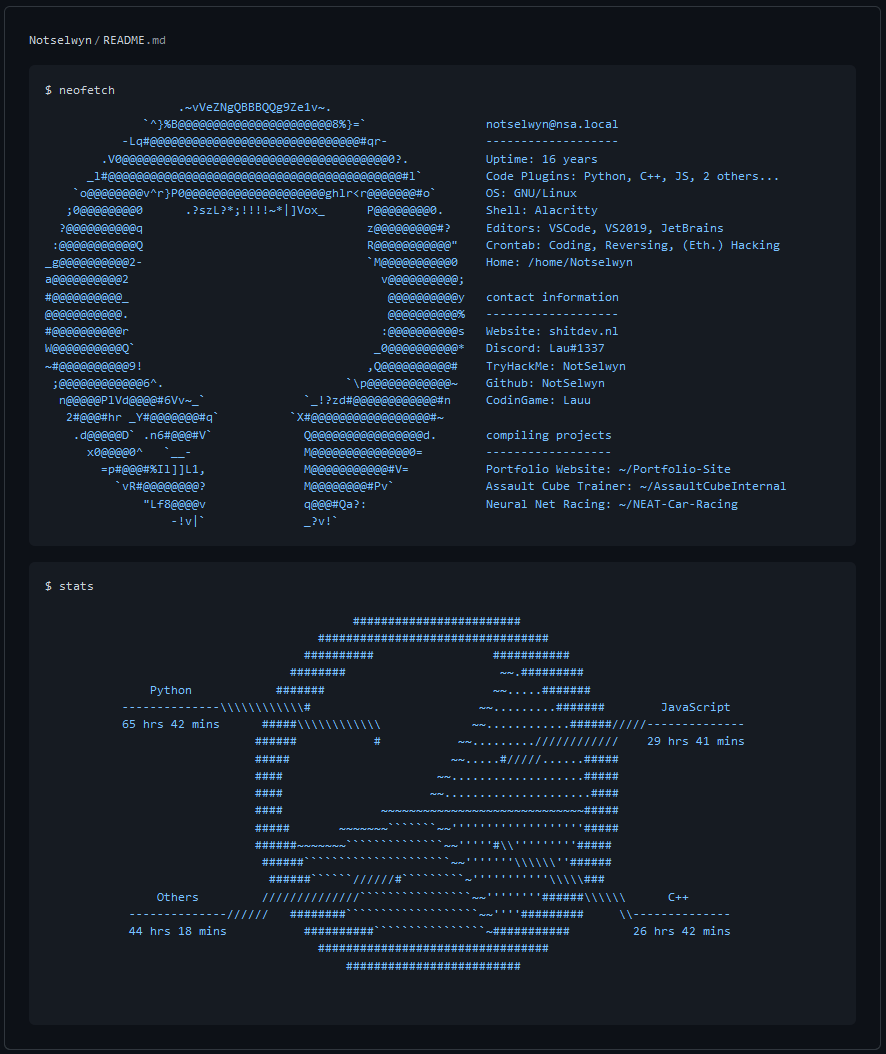 Notselwyn/README.md
$ neofetch
notselwyn@nsa.local
-------------------
Uptime: 16 years
Code Plugins: Python, C++, JS, 2 others...
OS: GNU/Linux
Shell: Alacritty
Editors: VSCode, VS2019, JetBrains
Crontab: Coding, Reversing, (Eth.) Hacking
Home: /home/Notselwyn
contact information
-------------------
Website: shitdev.nl
Discord: Lau#1337
TryHackMe: NotSelwyn
Github: NotSelwyn
CodinGame: Lauu
compiling projects
------------------
Portfolio Website: ~/Portfolio-Site
Assault Cube Trainer: ~/AssaultCubeInternal
Neural Net Racing: ~/NEAT-Car-Racing
$ stats
Python
65 hrs 42 mins
JavaScript
29 hrs 41 mins
Others
44 hrs 18 mins
C++
26 hrs 42 mins